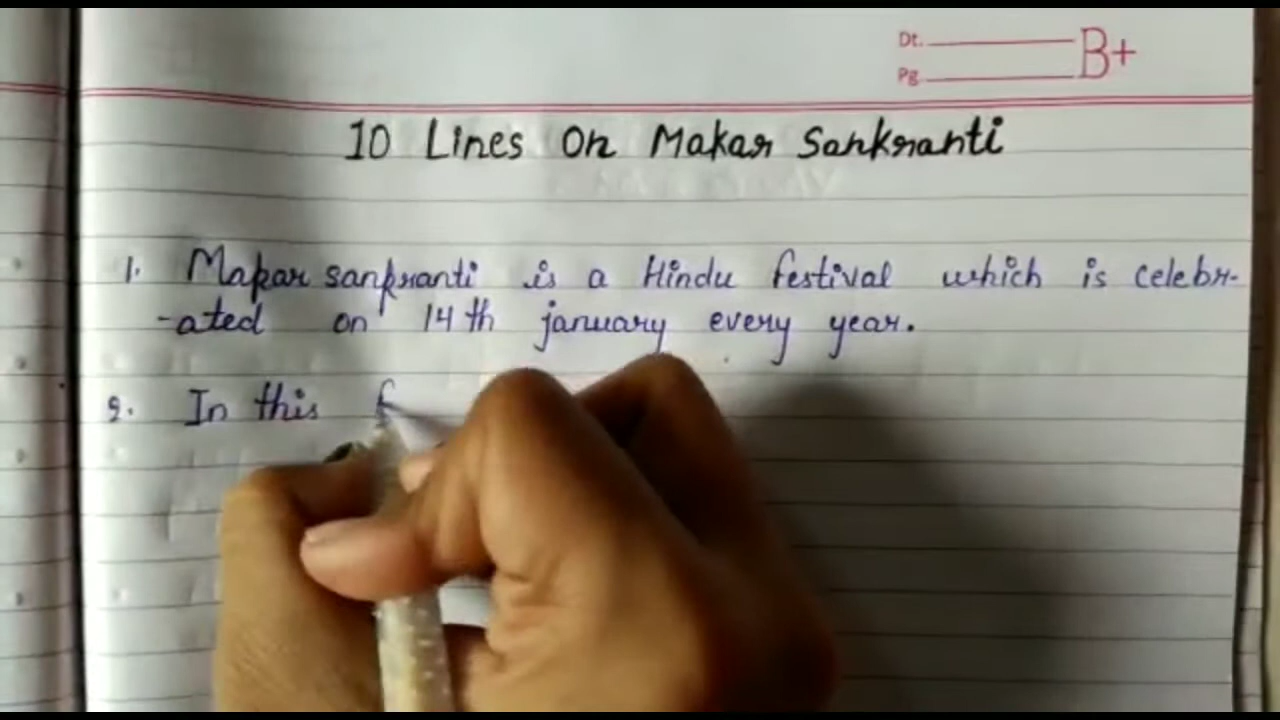 Dt.
Pg.
B+
10 Lines On Makar Sankranti
1. Makar sankranti is a Hindu festival which is celebr-
-ated on 14th january every year.
2. In this f